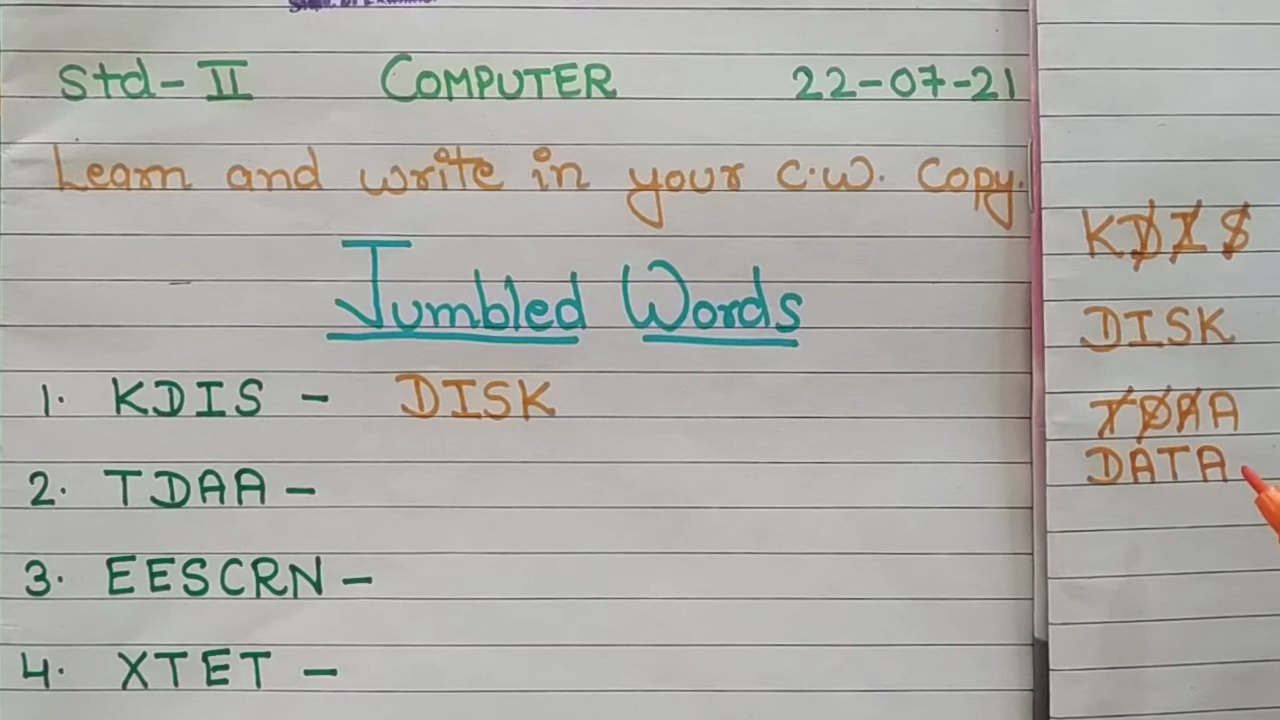 Std-II COMPUTER 22-07-21
Learn and write in your c.w. copy.
Jumbled Words
1. KDIS - DISK
2. TDAA -
3. EESCRN -
4. XTET -
KDIS
DISK
TDAA
DATA